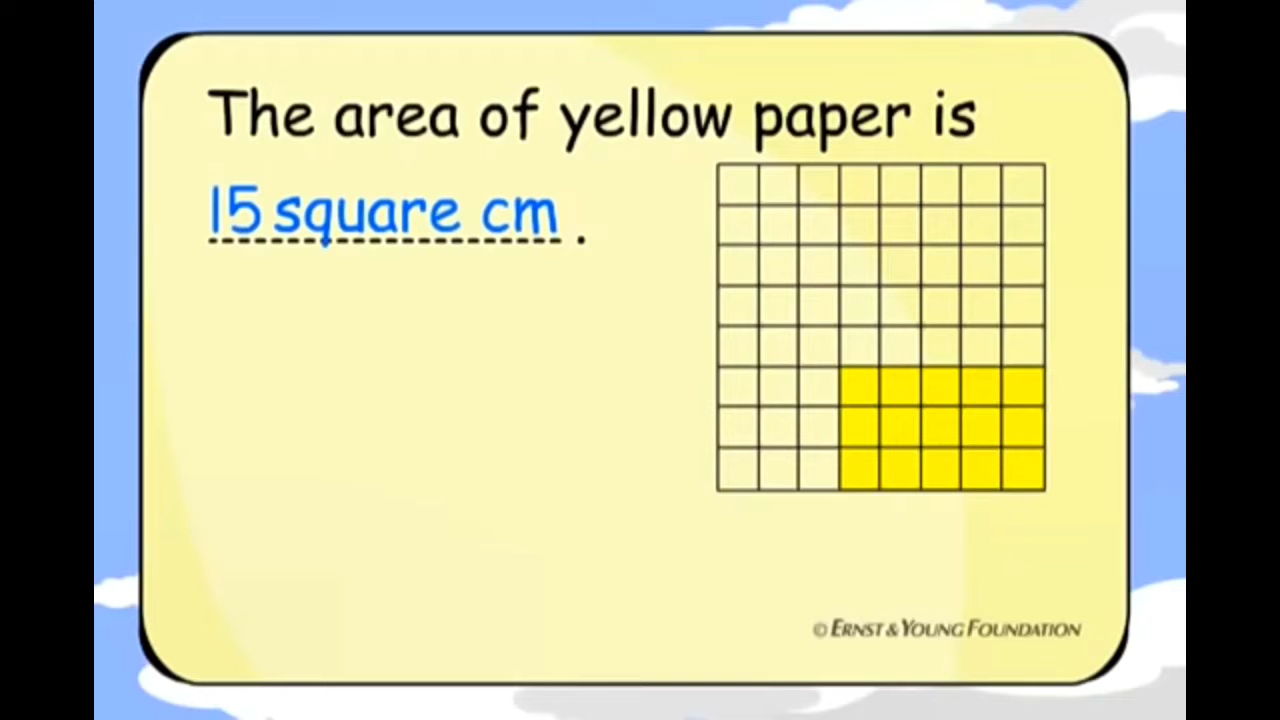 The area of yellow paper is
15 square cm .
© ERNST & YOUNG FOUNDATION